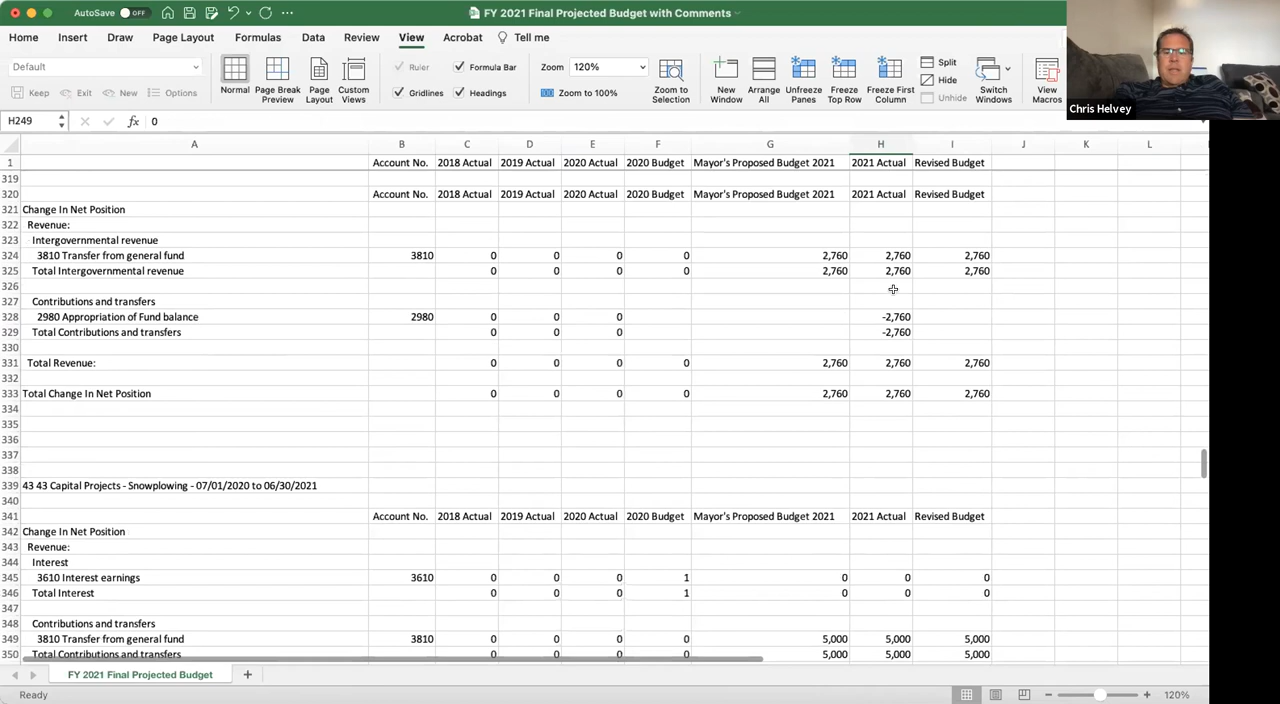 AutoSave OFF FY 2021 Final Projected Budget with Comments
Home Insert Draw Page Layout Formulas Data Review View Acrobat Tell me
Default
Keep Exit New Options
Normal Page Break Preview Page Layout Custom Views
Ruler Formula Bar
Gridlines Headings
Zoom 120%
Zoom to 100%
Zoom to Selection
New Window Arrange All Unfreeze Panes Freeze Top Row Freeze First Column
Split
Hide
Unhide
Switch Windows View Macros
Chris Helvey
H249 fx 0
A B C D E F G H I J K L
1 Account No. 2018 Actual 2019 Actual 2020 Actual 2020 Budget Mayor's Proposed Budget 2021 2021 Actual Revised Budget
319
320 Account No. 2018 Actual 2019 Actual 2020 Actual 2020 Budget Mayor's Proposed Budget 2021 2021 Actual Revised Budget
321 Change In Net Position
322 Revenue:
323 Intergovernmental revenue
324 3810 Transfer from general fund 3810 0 0 0 0 2,760 2,760 2,760
325 Total Intergovernmental revenue 0 0 0 0 2,760 2,760 2,760
326
327 Contributions and transfers
328 2980 Appropriation of Fund balance 2980 0 0 0 -2,760
329 Total Contributions and transfers 0 0 0 -2,760
330
331 Total Revenue: 0 0 0 0 2,760 2,760 2,760
332
333 Total Change In Net Position 0 0 0 0 2,760 2,760 2,760
334
335
336
337
338
339 43 43 Capital Projects - Snowplowing - 07/01/2020 to 06/30/2021
340
341 Account No. 2018 Actual 2019 Actual 2020 Actual 2020 Budget Mayor's Proposed Budget 2021 2021 Actual Revised Budget
342 Change In Net Position
343 Revenue:
344 Interest
345 3610 Interest earnings 3610 0 0 0 1 0 0 0
346 Total Interest 0 0 0 1 0 0 0
347
348 Contributions and transfers
349 3810 Transfer from general fund 3810 0 0 0 0 5,000 5,000 5,000
350 Total Contributions and transfers 0 0 0 0 5,000 5,000 5,000
FY 2021 Final Projected Budget
Ready 120%